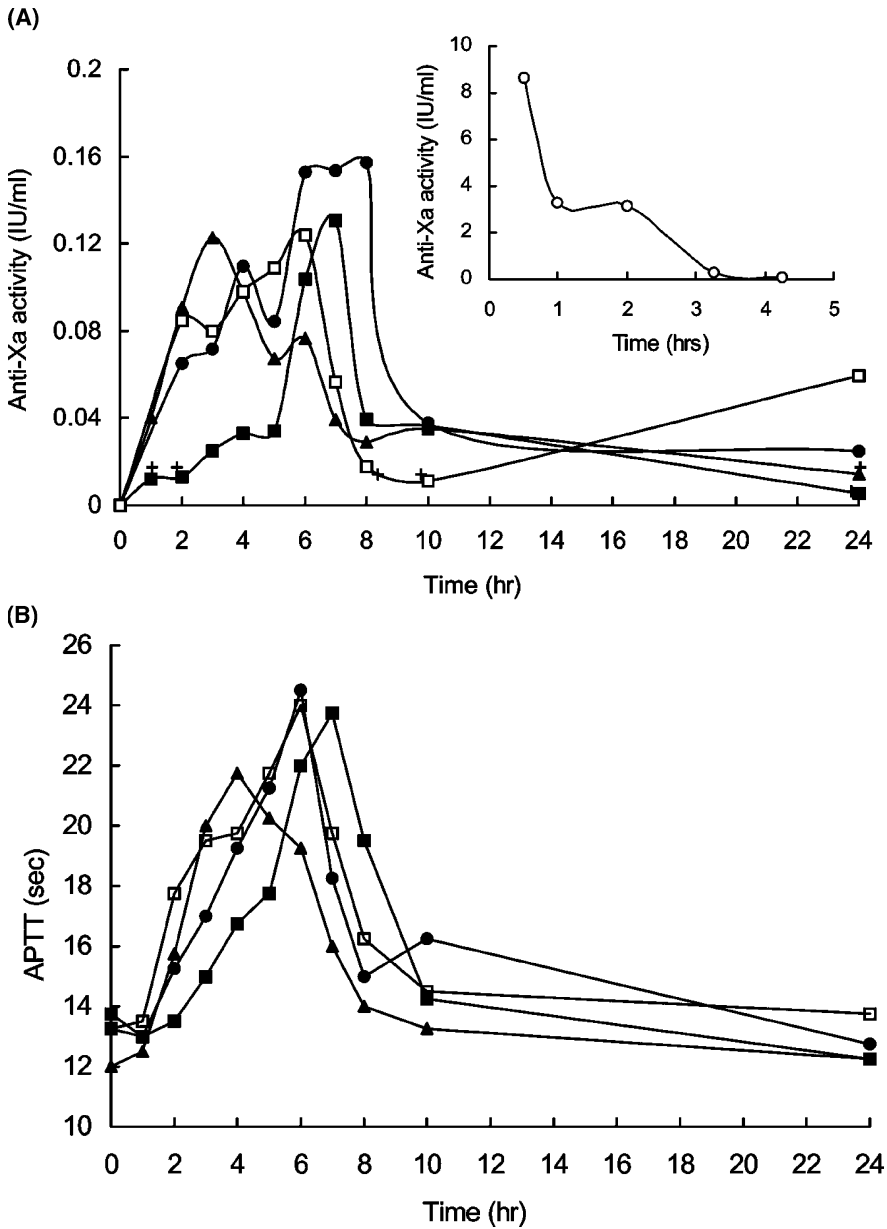 (A)
0.2
0.16
0.12
0.08
0.04
0
Anti-Xa activity (IU/ml)
0 2 4 6 8 10 12 14 16 18 20 22 24
Time (hr)
10
8
6
4
2
0
Anti-Xa activity (IU/ml)
0 1 2 3 4 5
Time (hrs)
(B)
26
24
22
20
18
16
14
12
10
APTT (sec)
0 2 4 6 8 10 12 14 16 18 20 22 24
Time (hr)